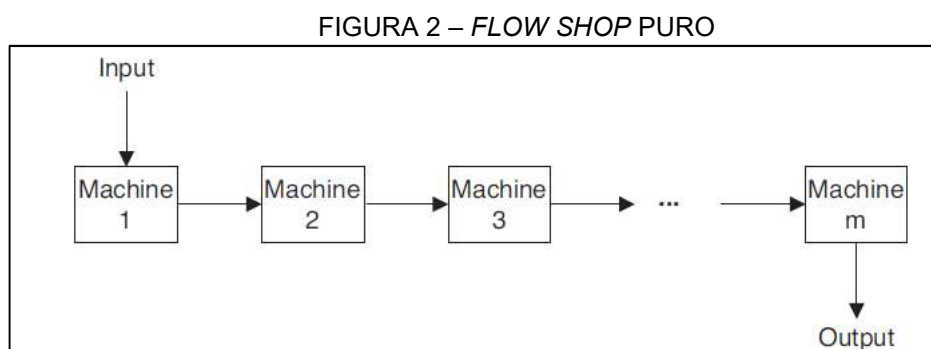 FIGURA 2 – FLOW SHOP PURO
Input
Machine
1
Machine
2
Machine
3
...
Machine
m
Output